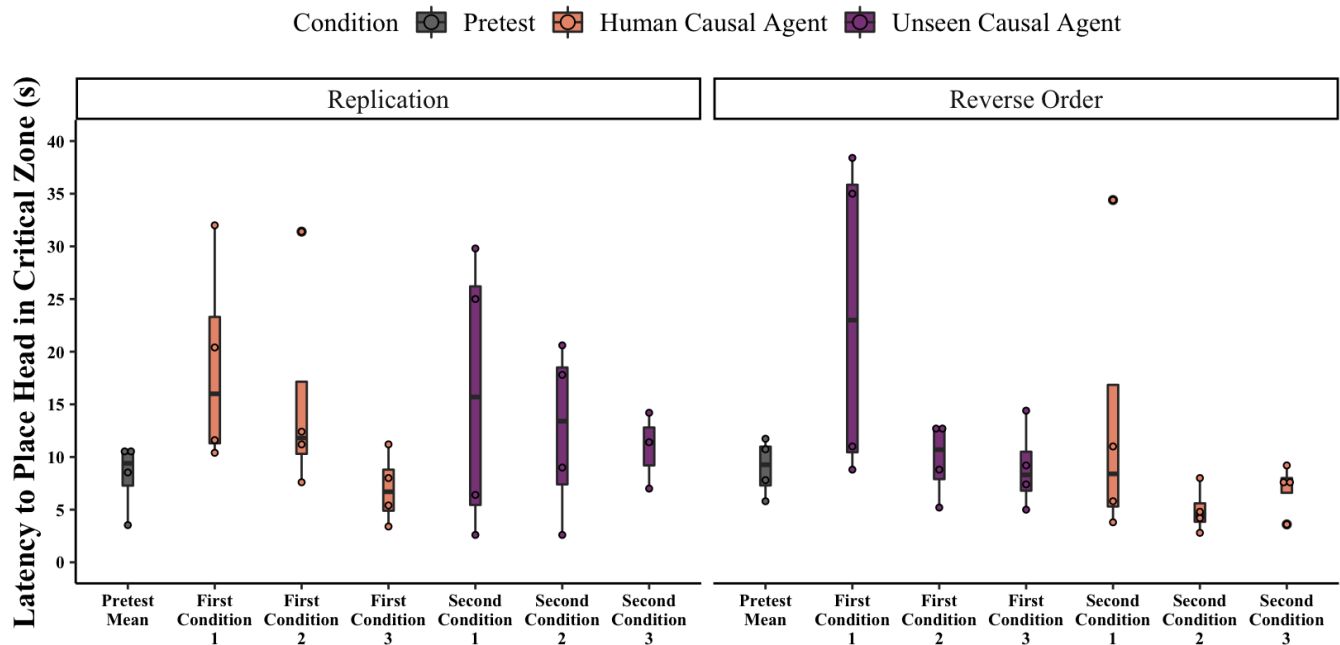 Condition Pretest Human Causal Agent Unseen Causal Agent
Latency to Place Head in Critical Zone (s)
Replication
Reverse Order
40
35
30
25
20
15
10
5
0
Pretest
Mean
First
Condition
1
First
Condition
2
First
Condition
3
Second
Condition
1
Second
Condition
2
Second
Condition
3
Pretest
Mean
First
Condition
1
First
Condition
2
First
Condition
3
Second
Condition
1
Second
Condition
2
Second
Condition
3